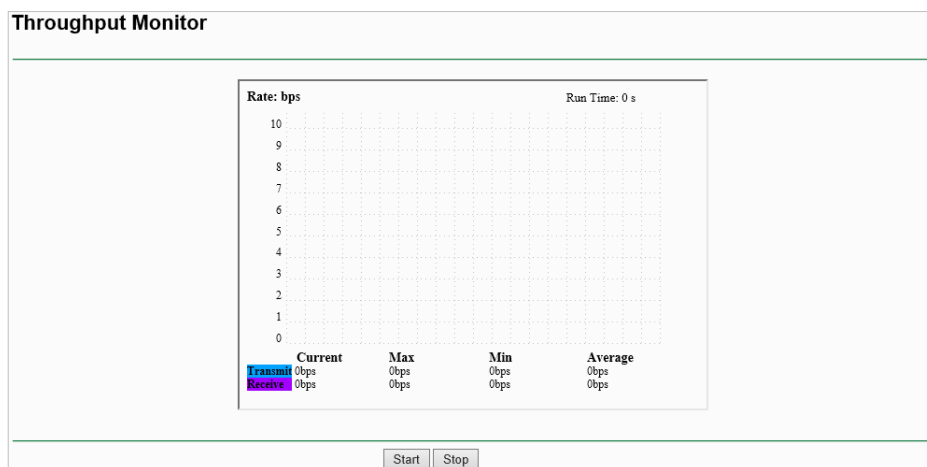 Throughput Monitor
Rate: bps Run Time: 0 s
10
9
8
7
6
5
4
3
2
1
0
Current Max Min Average
Transmit 0bps 0bps 0bps 0bps
Receive 0bps 0bps 0bps 0bps
Start Stop